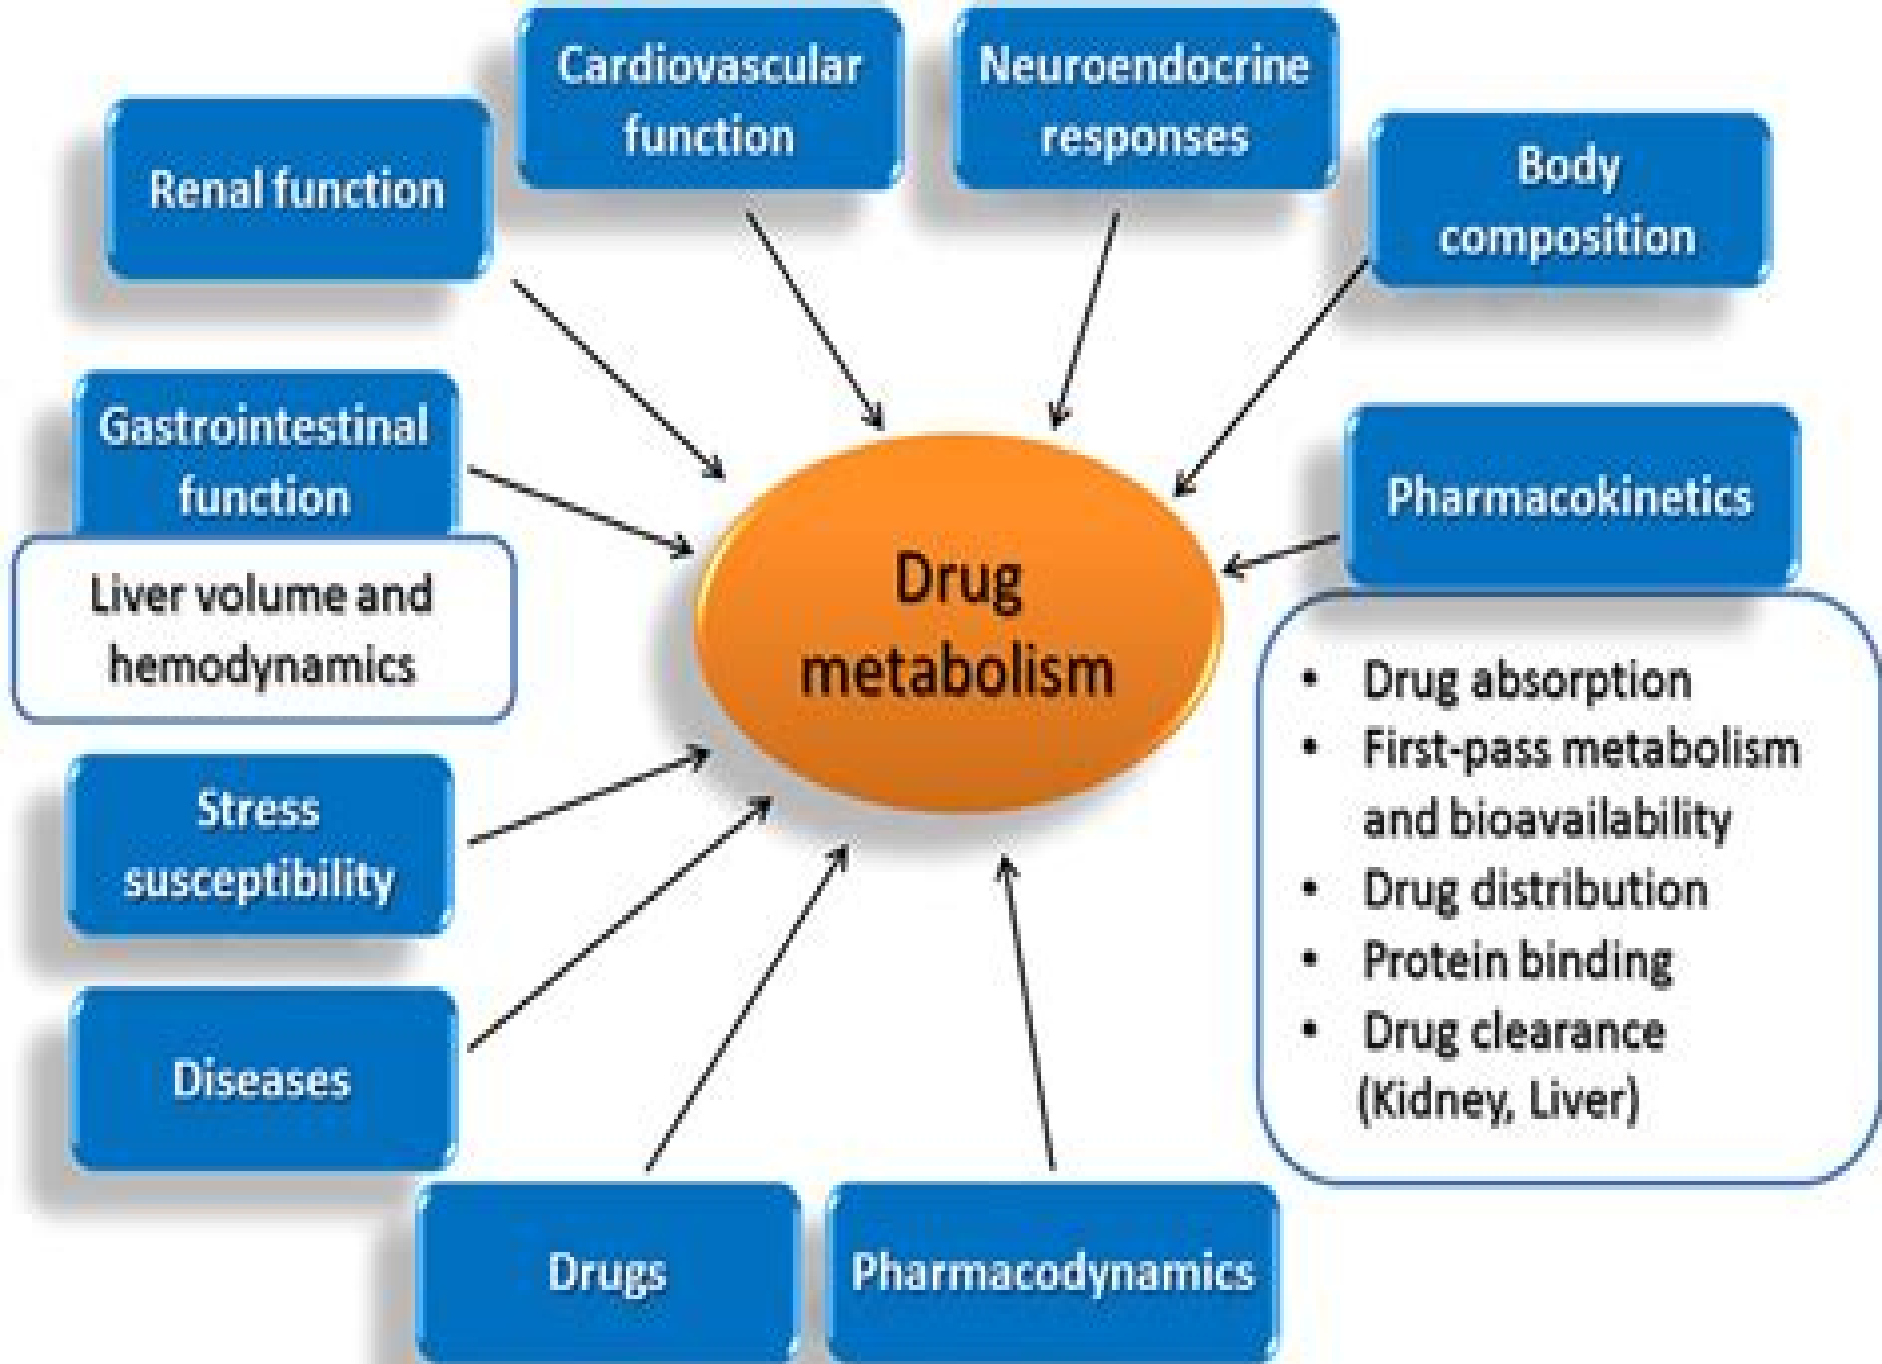 Cardiovascular
function
Neuroendocrine
responses
Renal function
Body
composition
Gastrointestinal
function
Liver volume and
hemodynamics
Pharmacokinetics
• Drug absorption
• First-pass metabolism
and bioavailability
• Drug distribution
• Protein binding
• Drug clearance
(Kidney, Liver)
Drug
metabolism
Stress
susceptibility
Diseases
Drugs
Pharmacodynamics